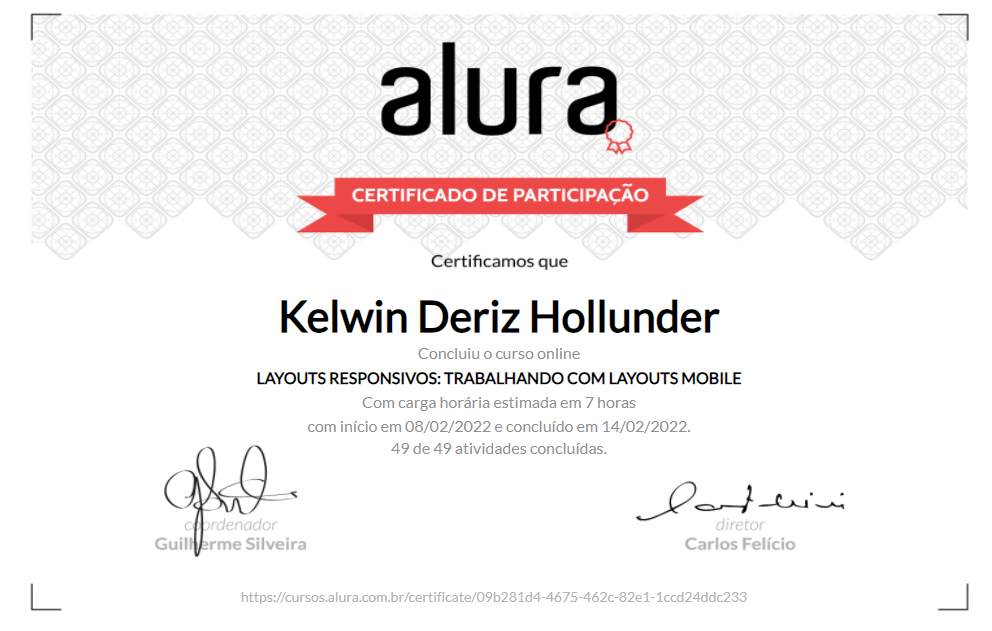 alura
CERTIFICADO DE PARTICIPAÇÃO
Certificamos que
Kelwin Deriz Hollunder
Concluiu o curso online
LAYOUTS RESPONSIVOS: TRABALHANDO COM LAYOUTS MOBILE
Com carga horária estimada em 7 horas
com início em 08/02/2022 e concluído em 14/02/2022.
49 de 49 atividades concluídas.
coordenador
Guilherme Silveira
diretor
Carlos Felício
https://cursos.alura.com.br/certificate/09b281d4-4675-462c-82e1-1ccd24ddc233